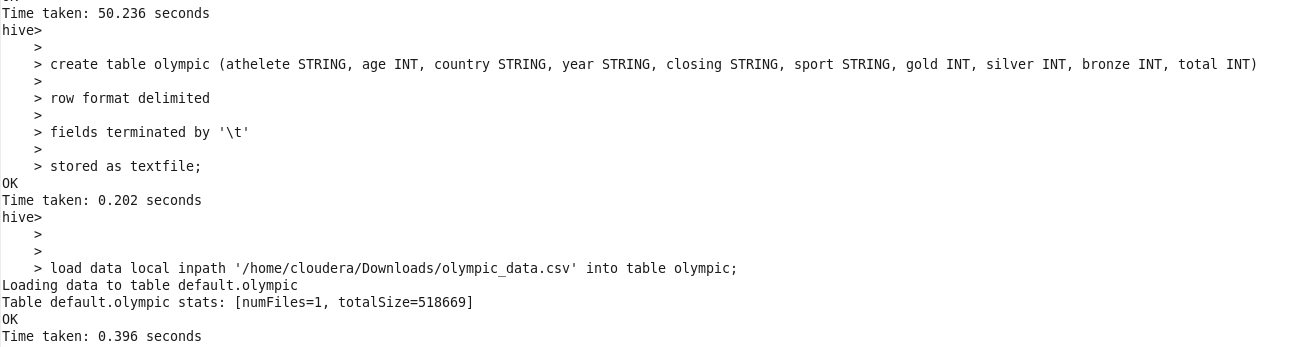 Time taken: 50.236 seconds
hive>
    >
    > create table olympic (athelete STRING, age INT, country STRING, year STRING, closing STRING, sport STRING, gold INT, silver INT, bronze INT, total INT)
    >
    > row format delimited
    >
    > fields terminated by '\t'
    >
    > stored as textfile;
OK
Time taken: 0.202 seconds
hive>
    >
    >
    > load data local inpath '/home/cloudera/Downloads/olympic_data.csv' into table olympic;
Loading data to table default.olympic
Table default.olympic stats: [numFiles=1, totalSize=518669]
OK
Time taken: 0.396 seconds